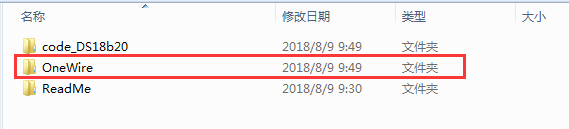 名称 修改日期 类型 大小
code_DS18b20 2018/8/9 9:49 文件夹
OneWire 2018/8/9 9:49 文件夹
ReadMe 2018/8/9 9:30 文件夹